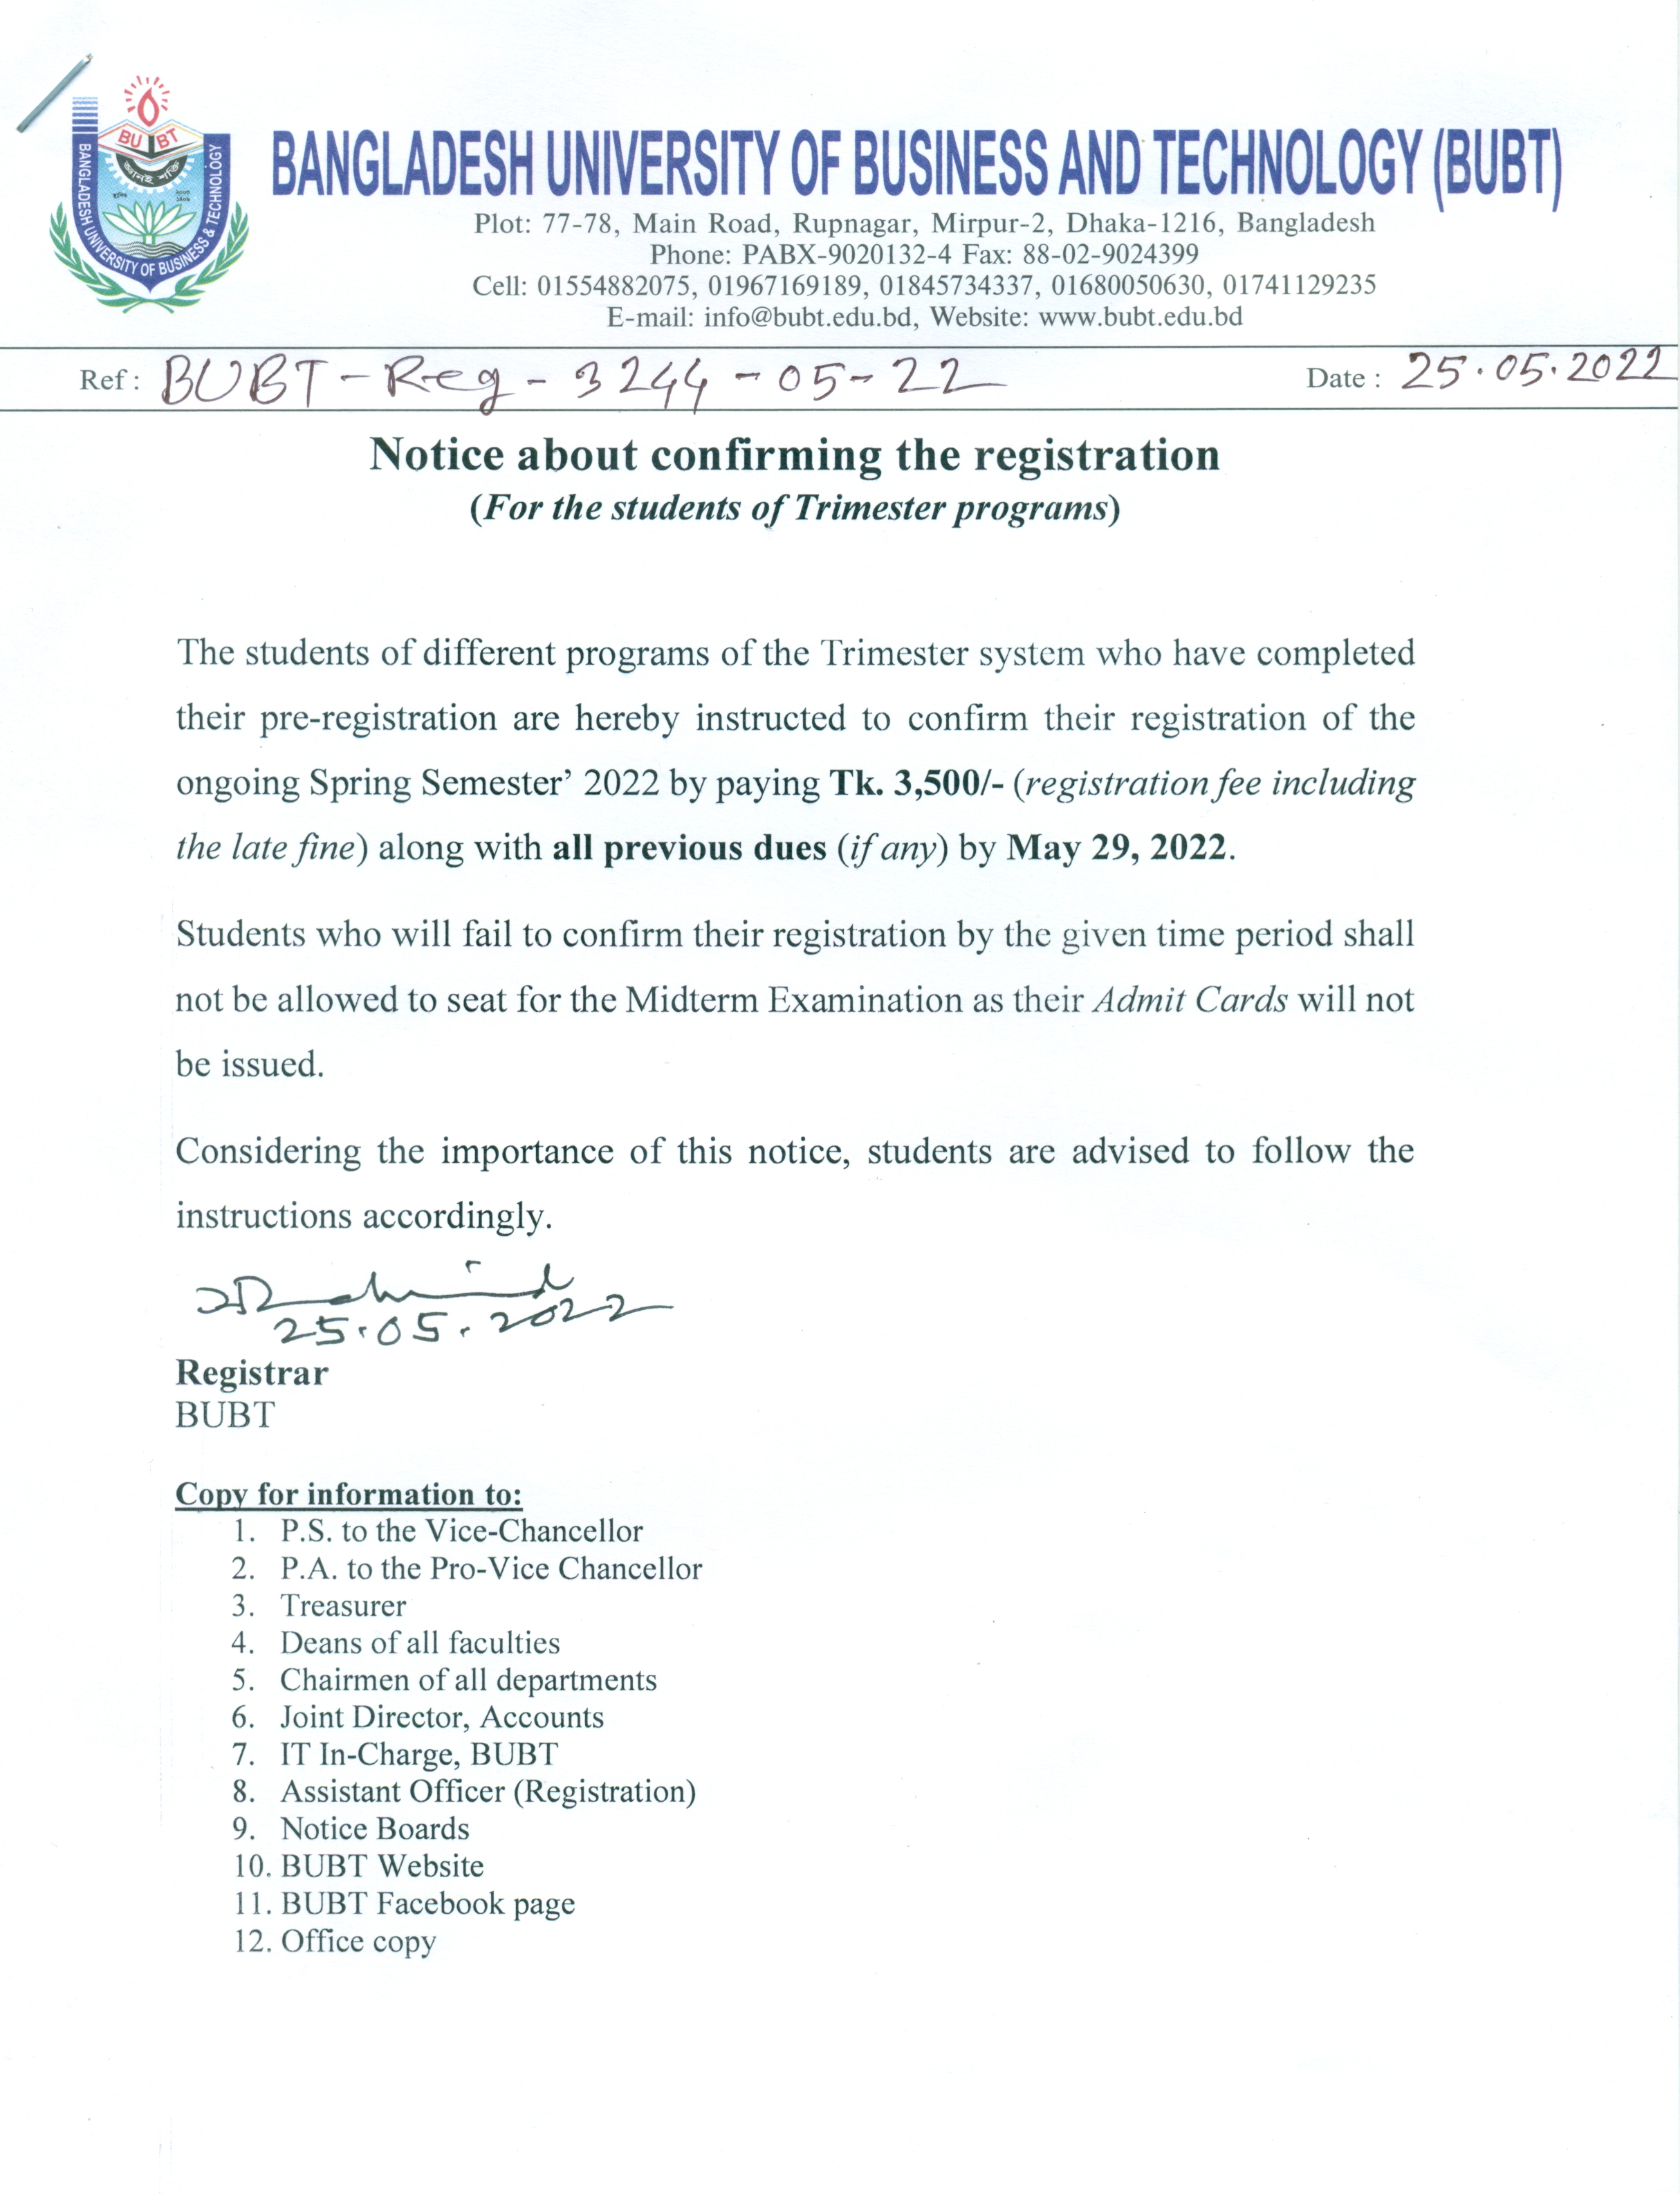 BU BT
জ্ঞানই শক্তি
BANGLADESH UNIVERSITY OF BUSINESS & TECHNOLOGY
BANGLADESH UNIVERSITY OF BUSINESS AND TECHNOLOGY (BUBT)
Plot: 77-78, Main Road, Rupnagar, Mirpur-2, Dhaka-1216, Bangladesh
Phone: PABX-9020132-4 Fax: 88-02-9024399
Cell: 01554882075, 01967169189, 01845734337, 01680050630, 01741129235
E-mail: info@bubt.edu.bd, Website: www.bubt.edu.bd
Ref : BUBT-Reg-3244-05-22 Date : 25.05.2022
Notice about confirming the registration
(For the students of Trimester programs)
The students of different programs of the Trimester system who have completed
their pre-registration are hereby instructed to confirm their registration of the
ongoing Spring Semester’ 2022 by paying Tk. 3,500/- (registration fee including
the late fine) along with all previous dues (if any) by May 29, 2022.
Students who will fail to confirm their registration by the given time period shall
not be allowed to seat for the Midterm Examination as their Admit Cards will not
be issued.
Considering the importance of this notice, students are advised to follow the
instructions accordingly.
25.05.2022
Registrar
BUBT
Copy for information to:
1. P.S. to the Vice-Chancellor
2. P.A. to the Pro-Vice Chancellor
3. Treasurer
4. Deans of all faculties
5. Chairmen of all departments
6. Joint Director, Accounts
7. IT In-Charge, BUBT
8. Assistant Officer (Registration)
9. Notice Boards
10. BUBT Website
11. BUBT Facebook page
12. Office copy